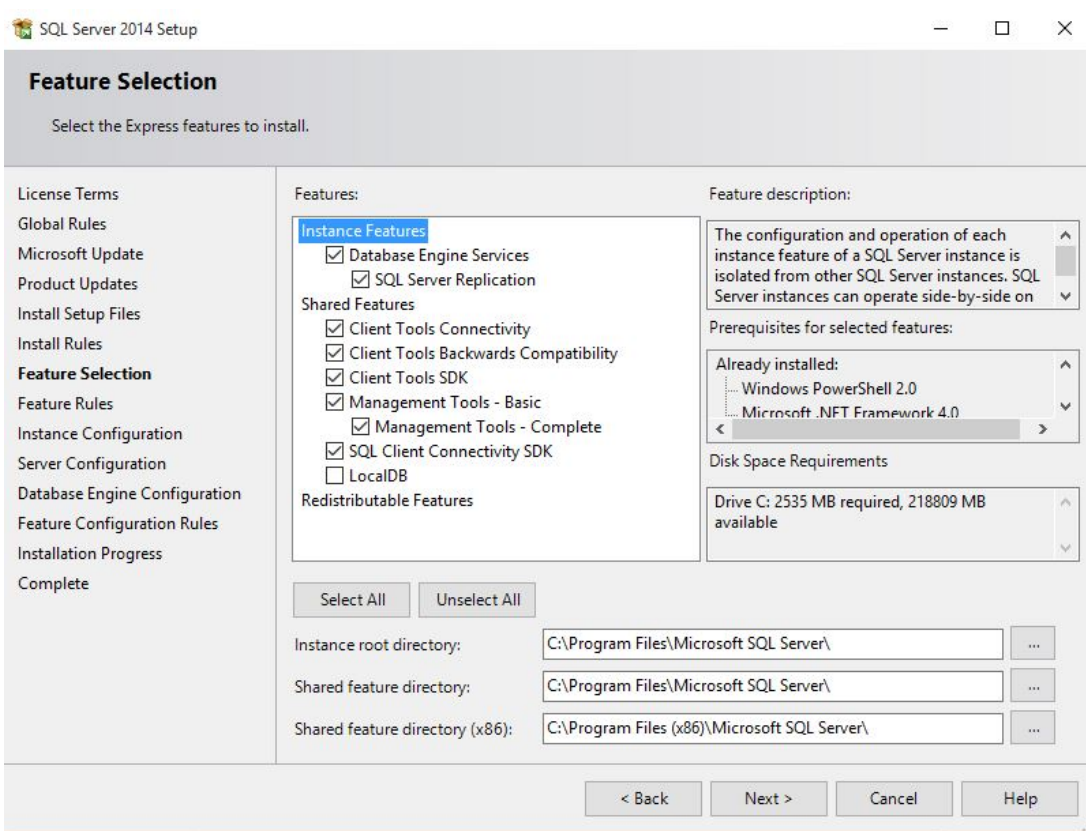 SQL Server 2014 Setup
Feature Selection
Select the Express features to install.
License Terms
Global Rules
Microsoft Update
Product Updates
Install Setup Files
Install Rules
Feature Selection
Feature Rules
Instance Configuration
Server Configuration
Database Engine Configuration
Feature Configuration Rules
Installation Progress
Complete
Features:
Instance Features
Database Engine Services
SQL Server Replication
Shared Features
Client Tools Connectivity
Client Tools Backwards Compatibility
Client Tools SDK
Management Tools - Basic
Management Tools - Complete
SQL Client Connectivity SDK
LocalDB
Redistributable Features
Feature description:
The configuration and operation of each
instance feature of a SQL Server instance is
isolated from other SQL Server instances. SQL
Server instances can operate side-by-side on
Prerequisites for selected features:
Already installed:
Windows PowerShell 2.0
Microsoft .NET Framework 4.0
Disk Space Requirements
Drive C: 2535 MB required, 218809 MB
available
Select All
Unselect All
Instance root directory:
C:\Program Files\Microsoft SQL Server\
...
Shared feature directory:
C:\Program Files\Microsoft SQL Server\
...
Shared feature directory (x86):
C:\Program Files (x86)\Microsoft SQL Server\
...
< Back
Next >
Cancel
Help